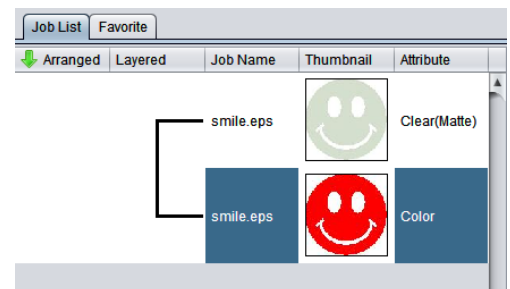 Job List Favorite
Arranged Layered Job Name Thumbnail Attribute
smile.eps Clear(Matte)
smile.eps Color